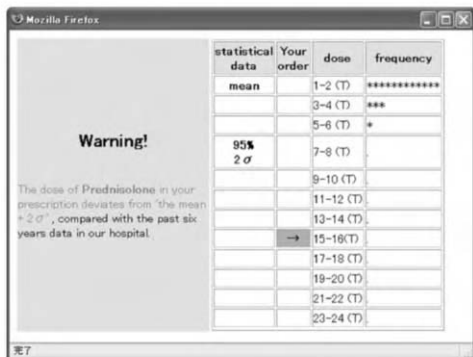 Mozilla Firefox
statistical data Your order dose frequency
mean 1-2 (T) ************
3-4 (T) ***
5-6 (T) *
95% 2σ 7-8 (T) .
9-10 (T) .
11-12 (T) .
13-14 (T) .
→ 15-16(T) .
17-18 (T) .
19-20 (T) .
21-22 (T) .
23-24 (T) .
Warning!
The dose of Prednisolone in your
prescription deviates from 'the mean
+ 2σ', compared with the past six
years data in our hospital.
完了